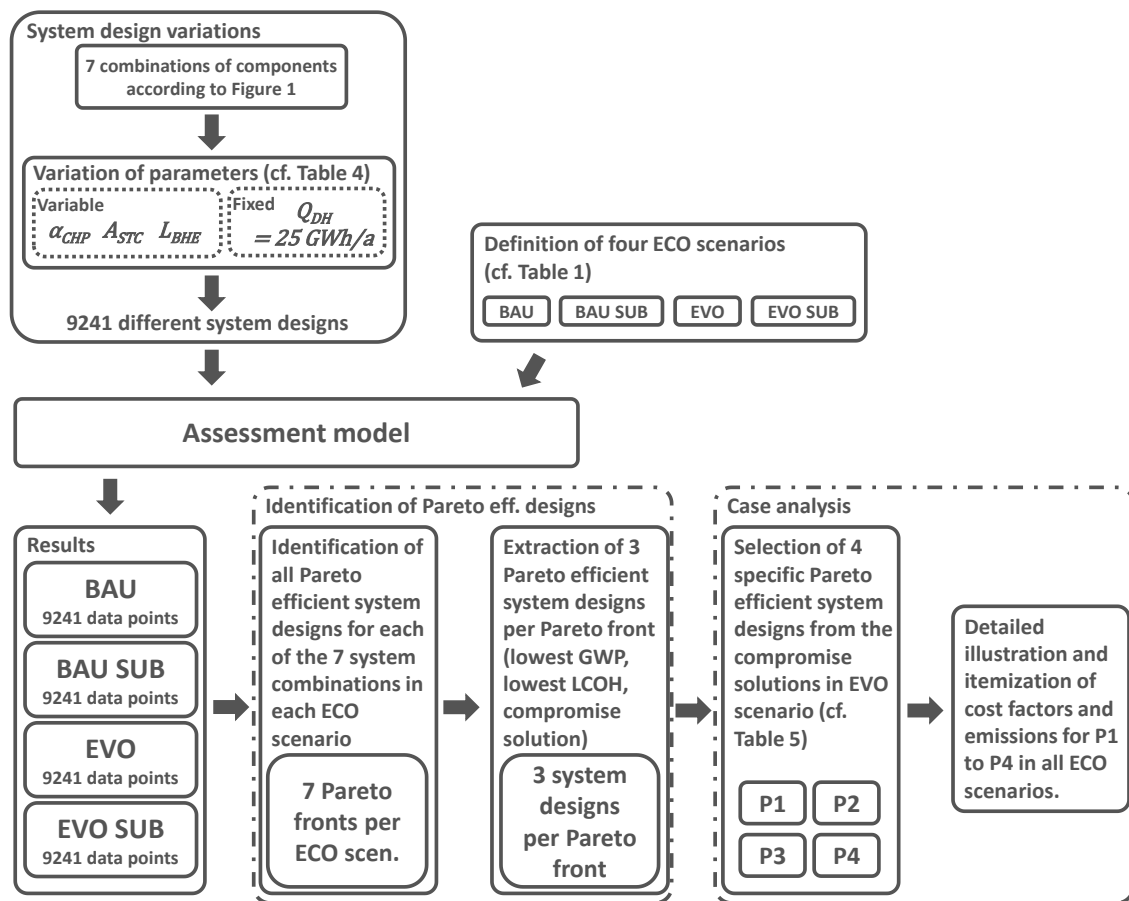 System design variations
7 combinations of components
according to Figure 1
Variation of parameters (cf. Table 4)
Variable
α_CHP A_STC L_BHE
Fixed
Q_DH
= 25 GWh/a
9241 different system designs
Definition of four ECO scenarios
(cf. Table 1)
BAU
BAU SUB
EVO
EVO SUB
Assessment model
Results
BAU
9241 data points
BAU SUB
9241 data points
EVO
9241 data points
EVO SUB
9241 data points
Identification of Pareto eff. designs
Identification of
all Pareto
efficient system
designs for each
of the 7 system
combinations in
each ECO
scenario
7 Pareto
fronts per
ECO scen.
Extraction of 3
Pareto efficient
system designs
per Pareto front
(lowest GWP,
lowest LCOH,
compromise
solution)
3 system
designs
per Pareto
front
Case analysis
Selection of 4
specific Pareto
efficient system
designs from the
compromise
solutions in EVO
scenario (cf.
Table 5)
P1
P2
P3
P4
Detailed
illustration and
itemization of
cost factors and
emissions for P1
to P4 in all ECO
scenarios.